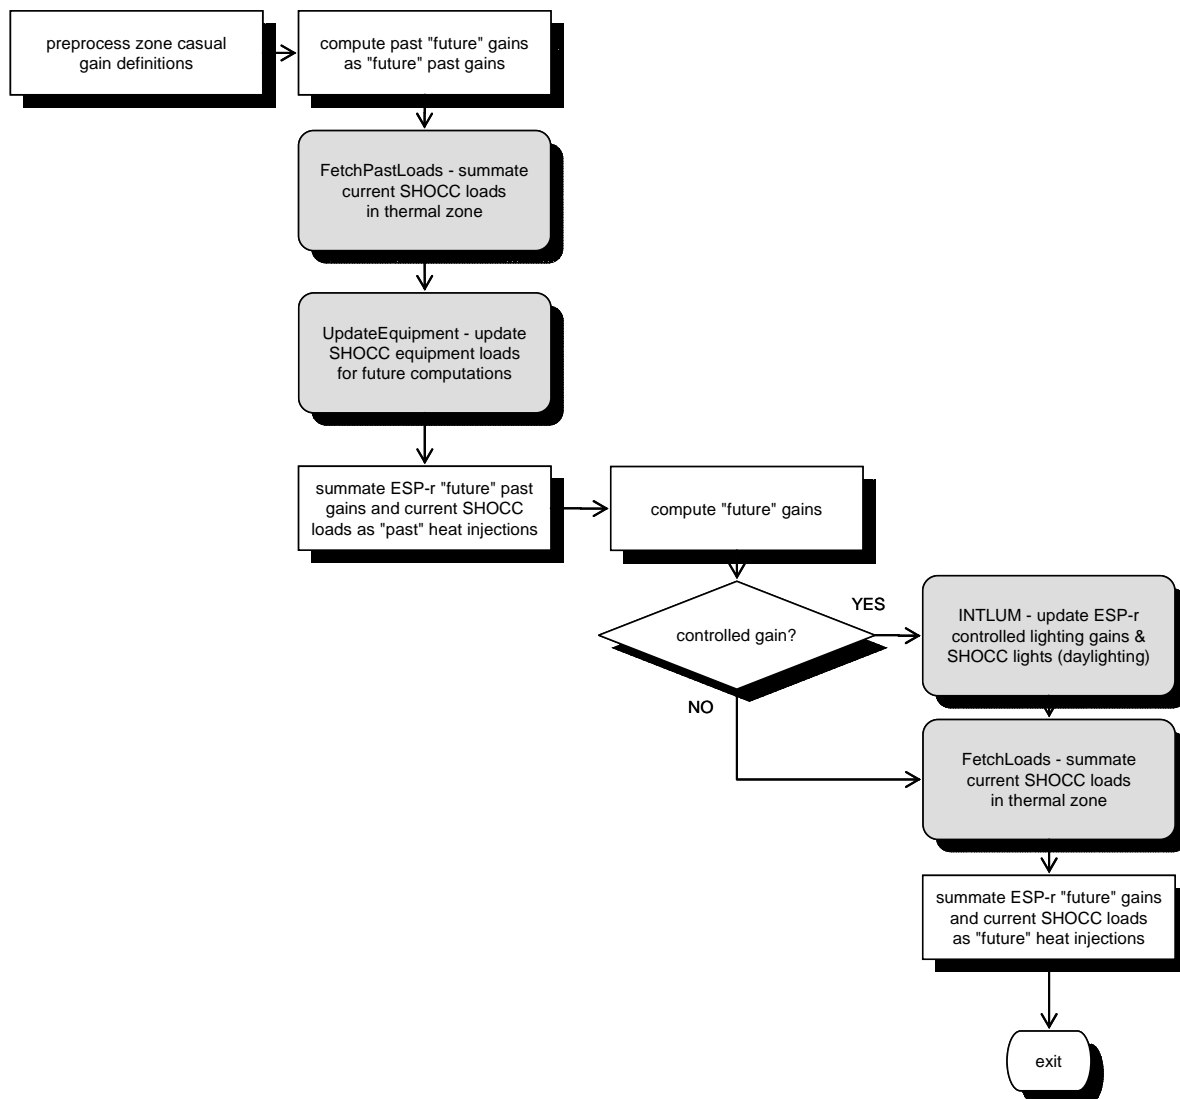 preprocess zone casual
gain definitions
compute past "future" gains
as "future" past gains
FetchPastLoads - summate
current SHOCC loads
in thermal zone
UpdateEquipment - update
SHOCC equipment loads
for future computations
summate ESP-r "future" past
gains and current SHOCC
loads as "past" heat injections
compute "future" gains
controlled gain?
YES
INTLUM - update ESP-r
controlled lighting gains &
SHOCC lights (daylighting)
NO
FetchLoads - summate
current SHOCC loads
in thermal zone
summate ESP-r "future" gains
and current SHOCC loads
as "future" heat injections
exit